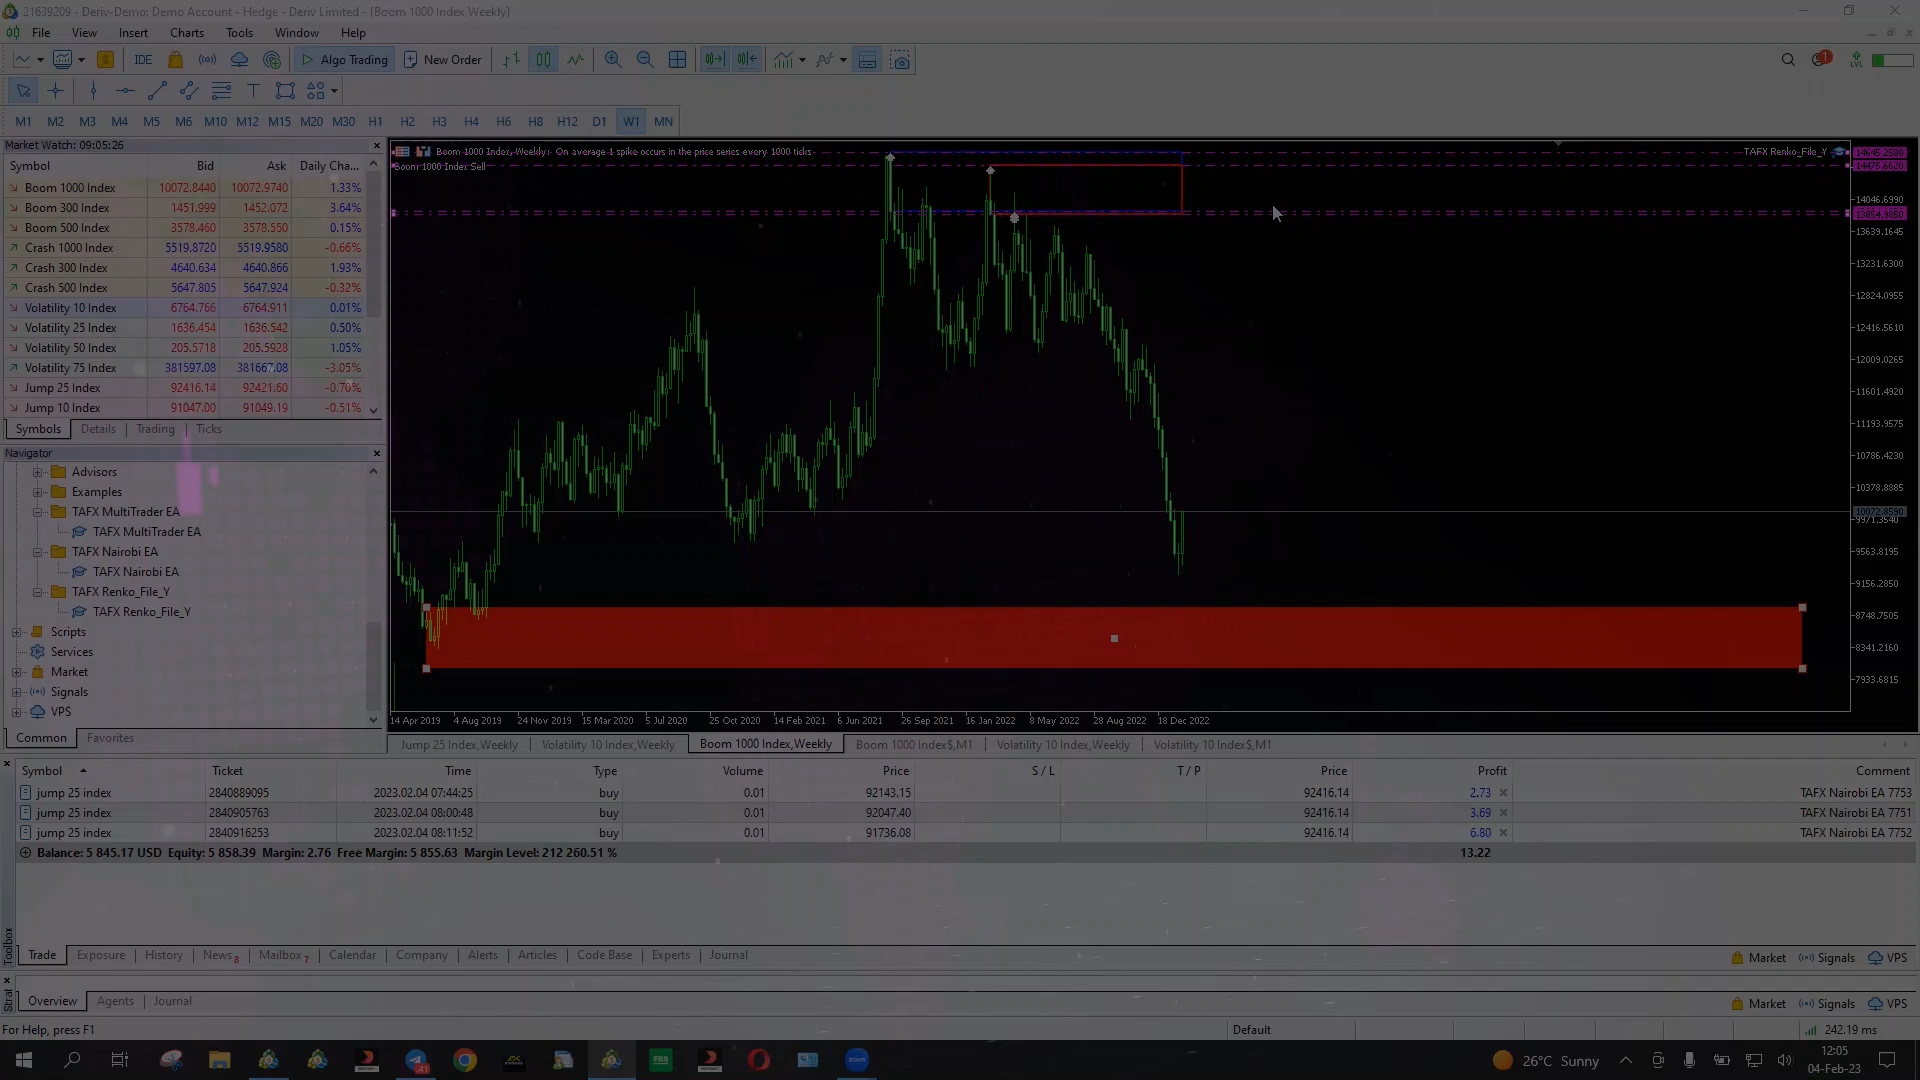 21639209 - Deriv-Demo: Demo Account - Hedge - Deriv Limited - [Boom 1000 Index,Weekly]
File View Insert Charts Tools Window Help
IDE Algo Trading New Order 1 LVL
M1 M2 M3 M4 M5 M6 M10 M12 M15 M20 M30 H1 H2 H3 H4 H6 H8 H12 D1 W1 MN
Market Watch: 09:05:26
Symbol Bid Ask Daily Cha...
Boom 1000 Index 10072.8440 10072.9740 1.33%
Boom 300 Index 1451.999 1452.072 3.64%
Boom 500 Index 3578.460 3578.550 0.15%
Crash 1000 Index 5519.8720 5519.9580 -0.66%
Crash 300 Index 4640.634 4640.866 1.93%
Crash 500 Index 5647.805 5647.924 -0.32%
Volatility 10 Index 6764.766 6764.911 0.01%
Volatility 25 Index 1636.454 1636.542 0.50%
Volatility 50 Index 205.5718 205.5928 1.05%
Volatility 75 Index 381597.08 381667.08 -3.05%
Jump 25 Index 92416.14 92421.60 -0.70%
Jump 10 Index 91047.00 91049.19 -0.51%
Symbols Details Trading Ticks
Navigator
Advisors
Examples
TAFX MultiTrader EA
TAFX MultiTrader EA
TAFX Nairobi EA
TAFX Nairobi EA
TAFX Renko_File_Y
TAFX Renko_File_Y
Scripts
Services
Market
Signals
VPS
Common Favorites
Boom 1000 Index, Weekly: On average 1 spike occurs in the price series every 1000 ticks
Boom 1000 Index Sell
TAFX Renko_File_Y
14645.2580
14475.6620
14046.6990
13854.9850
13639.1645
13231.6300
12824.0955
12416.5610
12009.0265
11601.4920
11193.9575
10786.4230
10378.8885
10072.8590
9971.3540
9563.8195
9156.2850
8748.7505
8341.2160
7933.6815
14 Apr 2019 4 Aug 2019 24 Nov 2019 15 Mar 2020 5 Jul 2020 25 Oct 2020 14 Feb 2021 6 Jun 2021 26 Sep 2021 16 Jan 2022 8 May 2022 28 Aug 2022 18 Dec 2022
Jump 25 Index,Weekly Volatility 10 Index,Weekly Boom 1000 Index,Weekly Boom 1000 Index$,M1 Volatility 10 Index,Weekly Volatility 10 Index$,M1
Symbol Ticket Time Type Volume Price S / L T / P Price Profit Comment
jump 25 index 2840889095 2023.02.04 07:44:25 buy 0.01 92143.15 92416.14 2.73 TAFX Nairobi EA 7753
jump 25 index 2840905763 2023.02.04 08:00:48 buy 0.01 92047.40 92416.14 3.69 TAFX Nairobi EA 7751
jump 25 index 2840916253 2023.02.04 08:11:52 buy 0.01 91736.08 92416.14 6.80 TAFX Nairobi EA 7752
Balance: 5 845.17 USD Equity: 5 858.39 Margin: 2.76 Free Margin: 5 855.63 Margin Level: 212 260.51 % 13.22
Toolbox
Trade Exposure History News 8 Mailbox 7 Calendar Company Alerts Articles Code Base Experts Journal Market Signals VPS
Strat
Overview Agents Journal Market Signals VPS
For Help, press F1 Default 242.19 ms
26°C Sunny
12:05
04-Feb-23